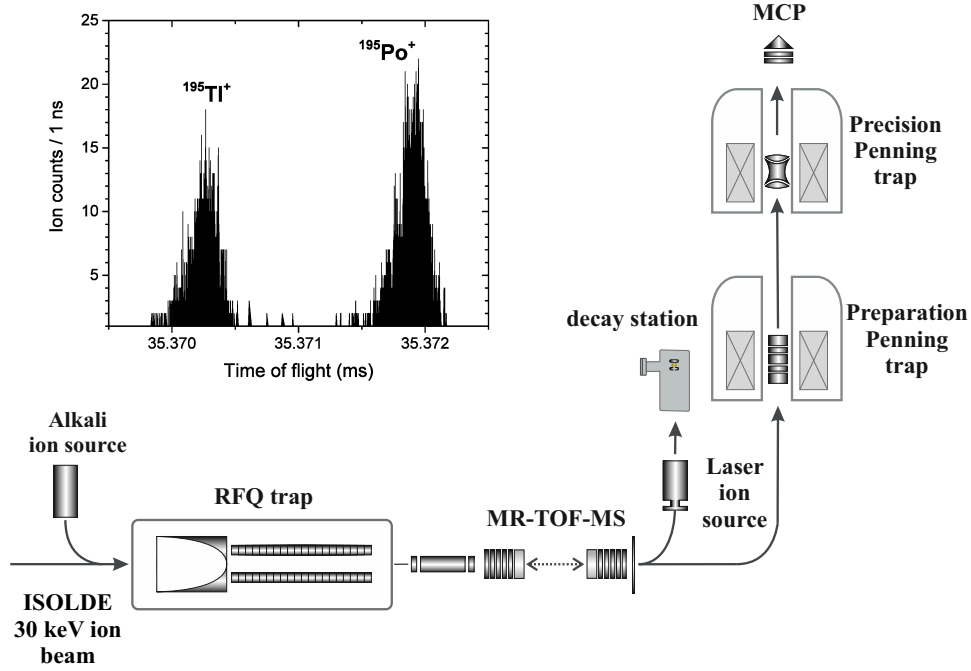 MCP
25
20
15
10
5
Ion counts / 1 ns
¹⁹⁵Tl⁺
¹⁹⁵Po⁺
35.370
35.371
35.372
Time of flight (ms)
Precision
Penning
trap
decay station
Preparation
Penning
trap
Alkali
ion source
RFQ trap
MR-TOF-MS
Laser
ion
source
ISOLDE
30 keV ion
beam